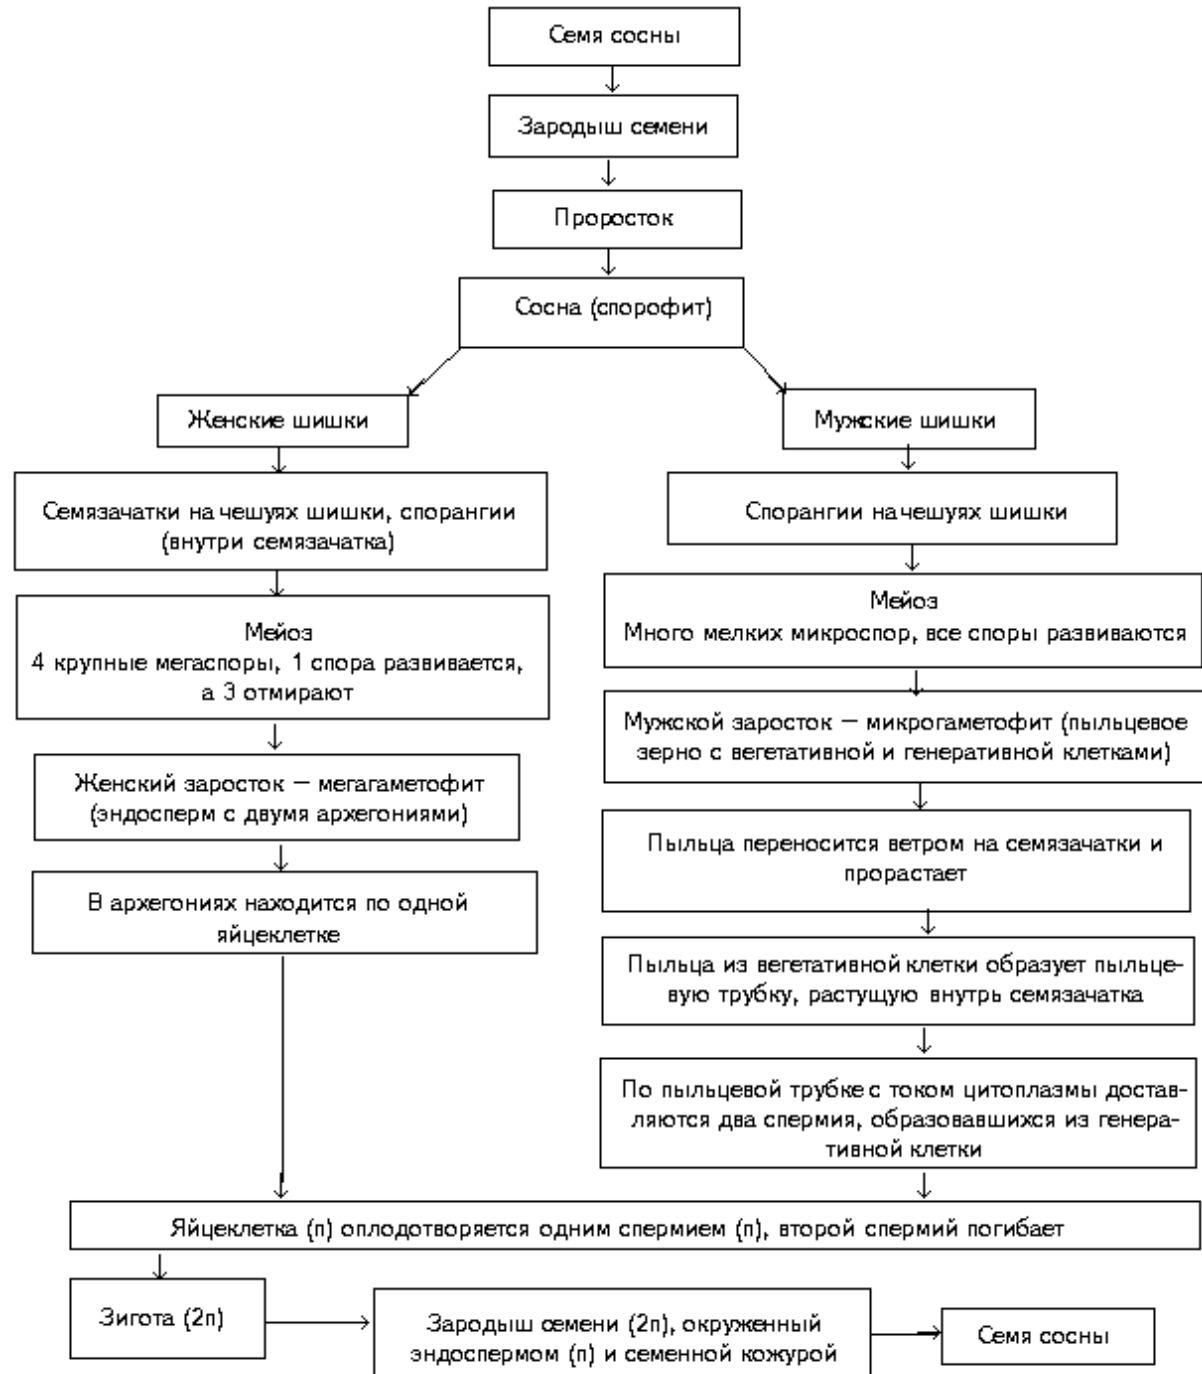 Семя сосны
Зародыш семени
Проросток
Сосна (спорофит)
Женские шишки
Семязачатки на чешуях шишки, спорангии
(внутри семязачатка)
Мейоз
4 крупные мегаспоры, 1 спора развивается,
а 3 отмирают
Женский заросток – мегагаметофит
(эндосперм с двумя архегониями)
В архегониях находится по одной
яйцеклетке
Мужские шишки
Спорангии на чешуях шишки
Мейоз
Много мелких микроспор, все споры развиваются
Мужской заросток – микрогаметофит (пыльцевое
зерно с вегетативной и генеративной клетками)
Пыльца переносится ветром на семязачатки и
прорастает
Пыльца из вегетативной клетки образует пыльце-
вую трубку, растущую внутрь семязачатка
По пыльцевой трубке с током цитоплазмы достав-
ляются два спермия, образовавшихся из генера-
тивной клетки
Яйцеклетка (n) оплодотворяется одним спермием (n), второй спермий погибает
Зигота (2n)
Зародыш семени (2n), окруженный
эндоспермом (n) и семенной кожурой
Семя сосны